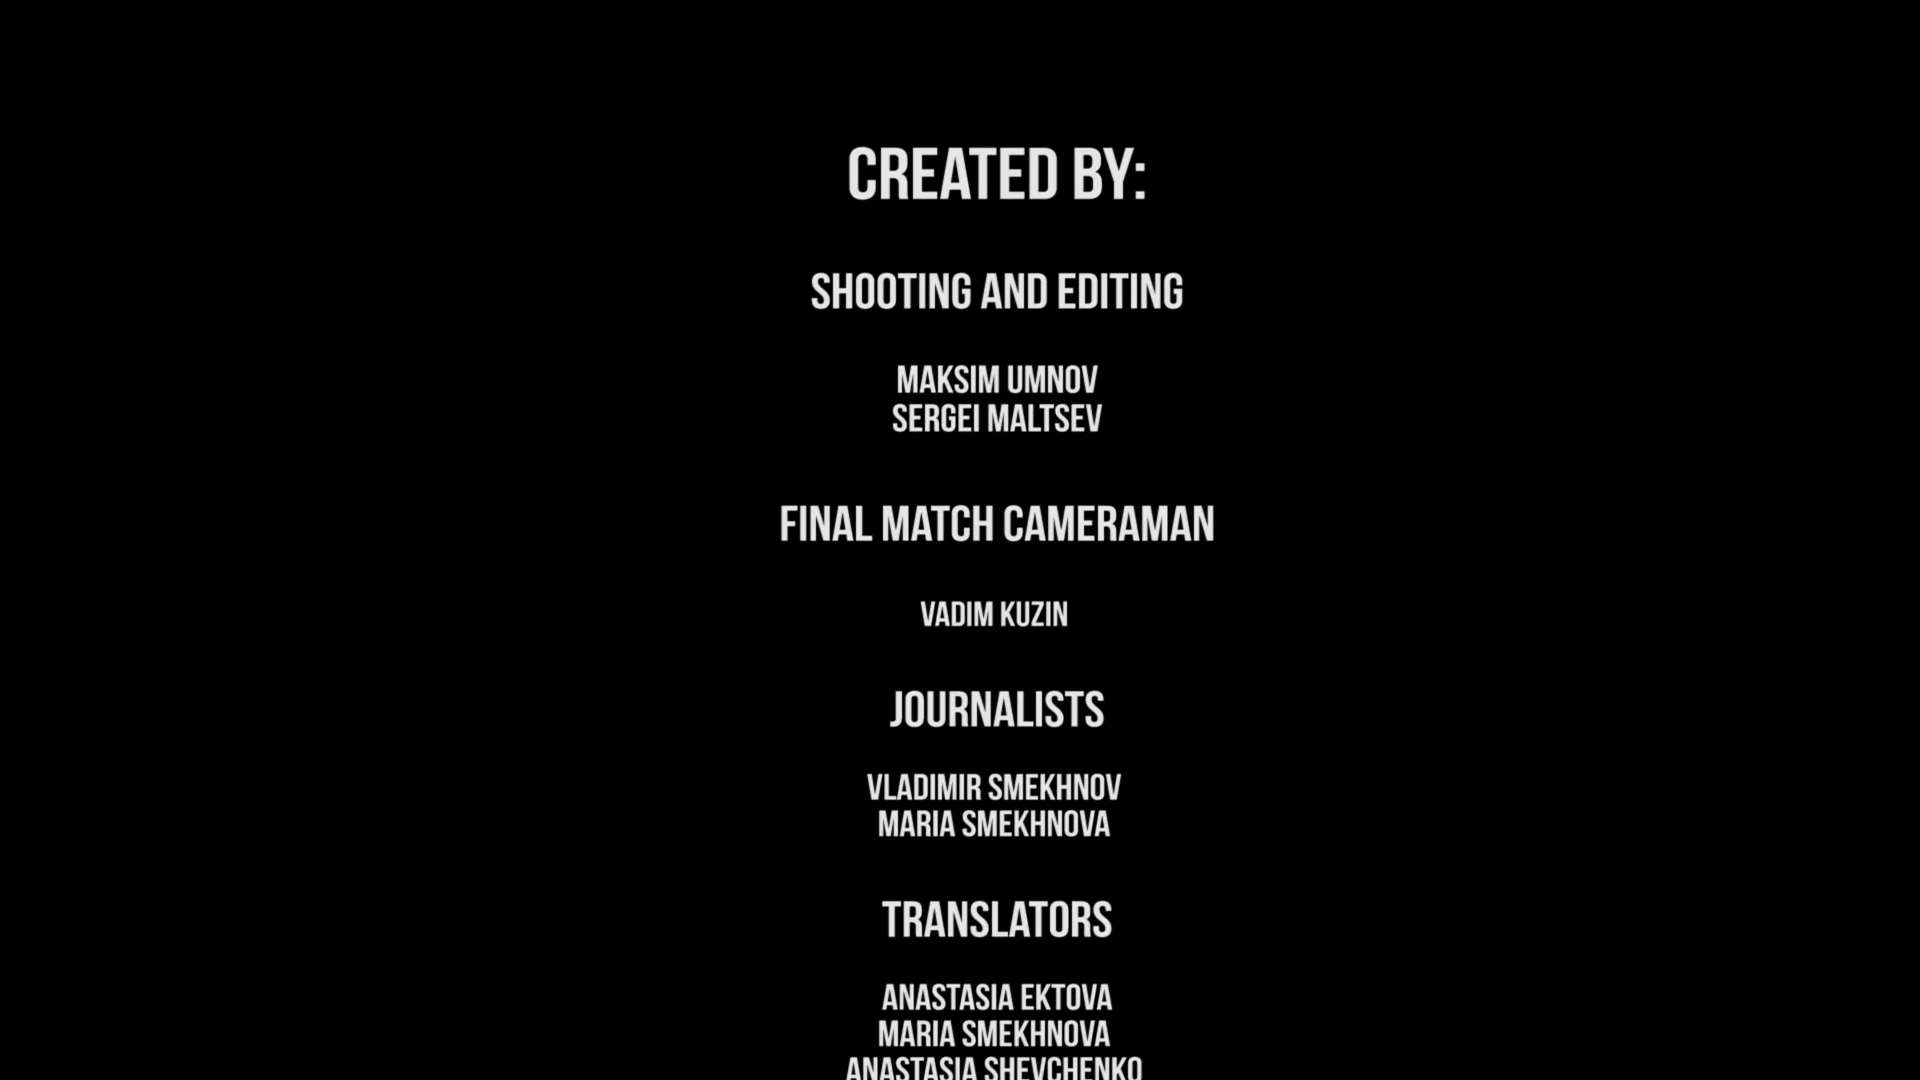 CREATED BY:
SHOOTING AND EDITING
MAKSIM UMNOV
SERGEI MALTSEV
FINAL MATCH CAMERAMAN
VADIM KUZIN
JOURNALISTS
VLADIMIR SMEKHNOV
MARIA SMEKHNOVA
TRANSLATORS
ANASTASIA EKTOVA
MARIA SMEKHNOVA
ANASTASIA SHEVCHENKO